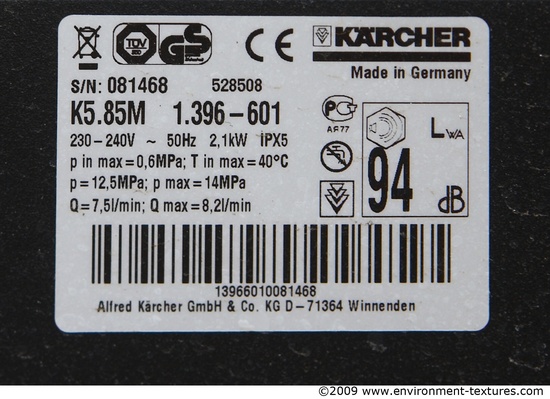 TÜV GS CE KÄRCHER
Made in Germany
S/N: 081468 528508
K5.85M 1.396-601
230-240V ~ 50Hz 2,1kW IPX5
p in max=0,6MPa; T in max=40°C
p=12,5MPa; p max=14MPa
Q=7,5l/min; Q max=8,2l/min
АЯ77
LWA
94 dB
13966010081468
Alfred Kärcher GmbH & Co. KG D-71364 Winnenden
©2009 www.environment-textures.com